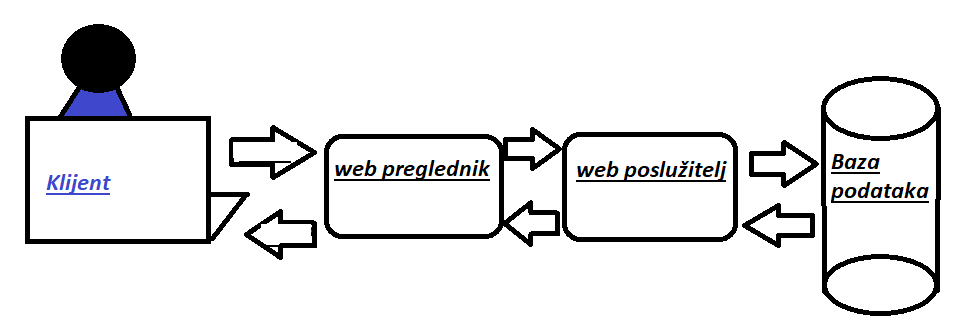 Klijent
web preglednik
web poslužitelj
Baza
podataka